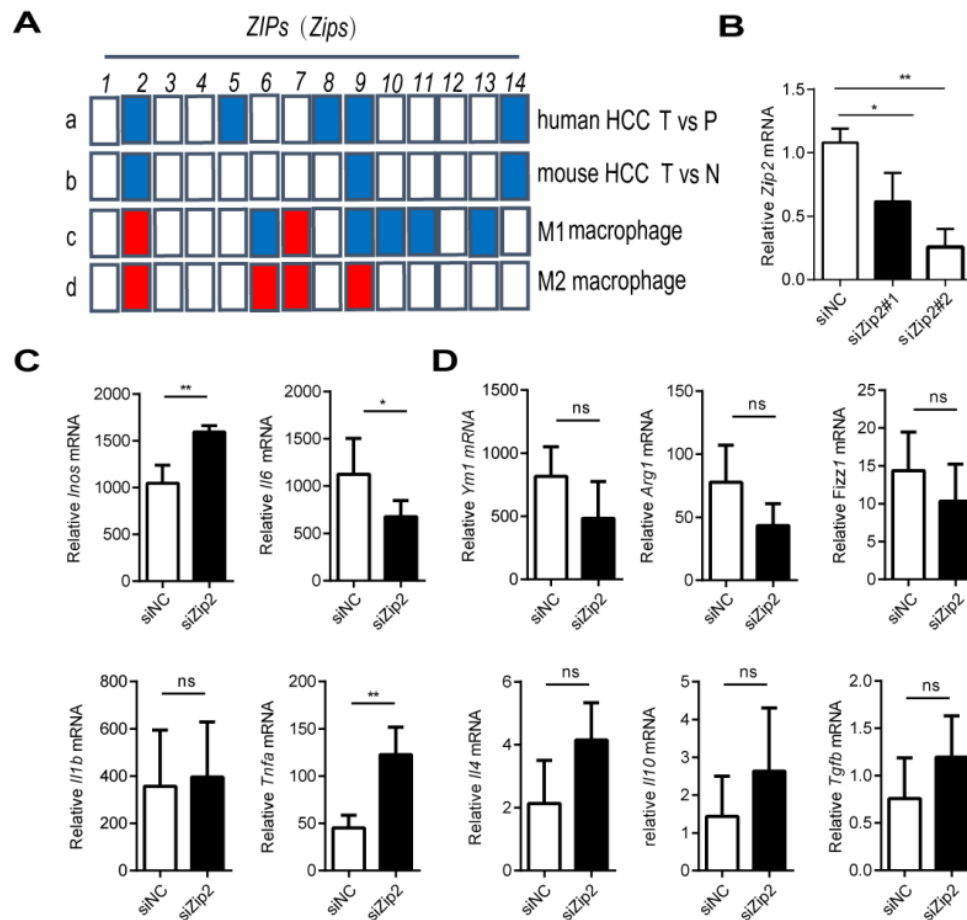 A
ZIPs (Zips)
1 2 3 4 5 6 7 8 9 10 11 12 13 14
a human HCC T vs P
b mouse HCC T vs N
c M1 macrophage
d M2 macrophage
B
Relative Zip2 mRNA
1.5
1.0
0.5
0.0
**
*
siNC
siZip2#1
siZip2#2
C
Relative Inos mRNA
2000
1500
1000
500
0
**
siNC
siZip2
Relative Il6 mRNA
2000
1500
1000
500
0
*
siNC
siZip2
D
Relative Ym1 mRNA
1500
1000
500
0
ns
siNC
siZip2
Relative Arg1 mRNA
150
100
50
0
ns
siNC
siZip2
Relative Fizz1 mRNA
25
20
15
10
5
0
ns
siNC
siZip2
Relative Il1b mRNA
800
600
400
200
0
ns
siNC
siZip2
Relative Tnfa mRNA
200
150
100
50
0
**
siNC
siZip2
Relative Il4 mRNA
6
4
2
0
ns
siNC
siZip2
relative Il10 mRNA
5
4
3
2
1
0
ns
siNC
siZip2
Relative Tgfb mRNA
2.0
1.5
1.0
0.5
0.0
ns
siNC
siZip2